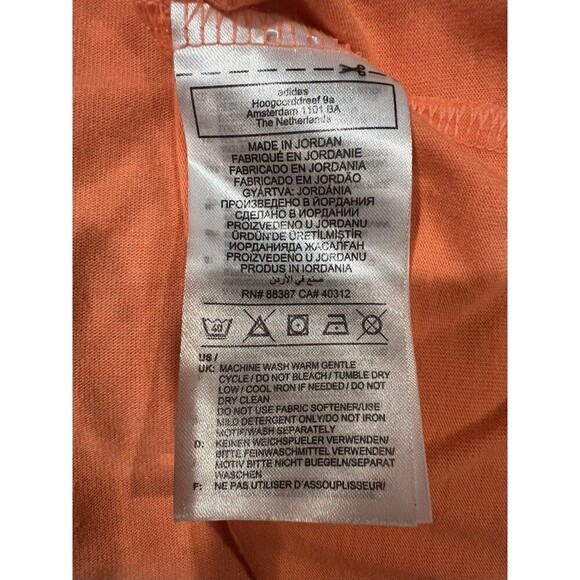 adidas
Hoogoorddreef 9a
Amsterdam 1101 BA
The Netherlands
MADE IN JORDAN
FABRIQUÉ EN JORDANIE
FABRICADO EN JORDANIA
FABRICADO EM JORDÃO
GYÁRTVA: JORDÁNIA
ПРОИЗВЕДЕНО В ЙОРДАНИЯ
СДЕЛАНО В ИОРДАНИИ
PROIZVEDENO U JORDANU
ÜRDÜN'DE ÜRETİLMİŞTİR
ИОРДАНИЯДА ЖАСАЛҒАН
PROIZVEDENO U JORDANU
PRODUS IN IORDANIA
صنع في الأردن
RN# 88387 CA# 40312
40
US /
UK: MACHINE WASH WARM GENTLE
CYCLE / DO NOT BLEACH / TUMBLE DRY
LOW / COOL IRON IF NEEDED / DO NOT
DRY CLEAN
DO NOT USE FABRIC SOFTENER/USE
MILD DETERGENT ONLY/DO NOT IRON
MOTIF/WASH SEPARATELY
D: KEINEN WEICHSPUELER VERWENDEN/
BITTE FEINWASCHMITTEL VERWENDEN/
MOTIV BITTE NICHT BUEGELN/SEPARAT
WASCHEN
F: NE PAS UTILISER D'ASSOUPLISSEUR/